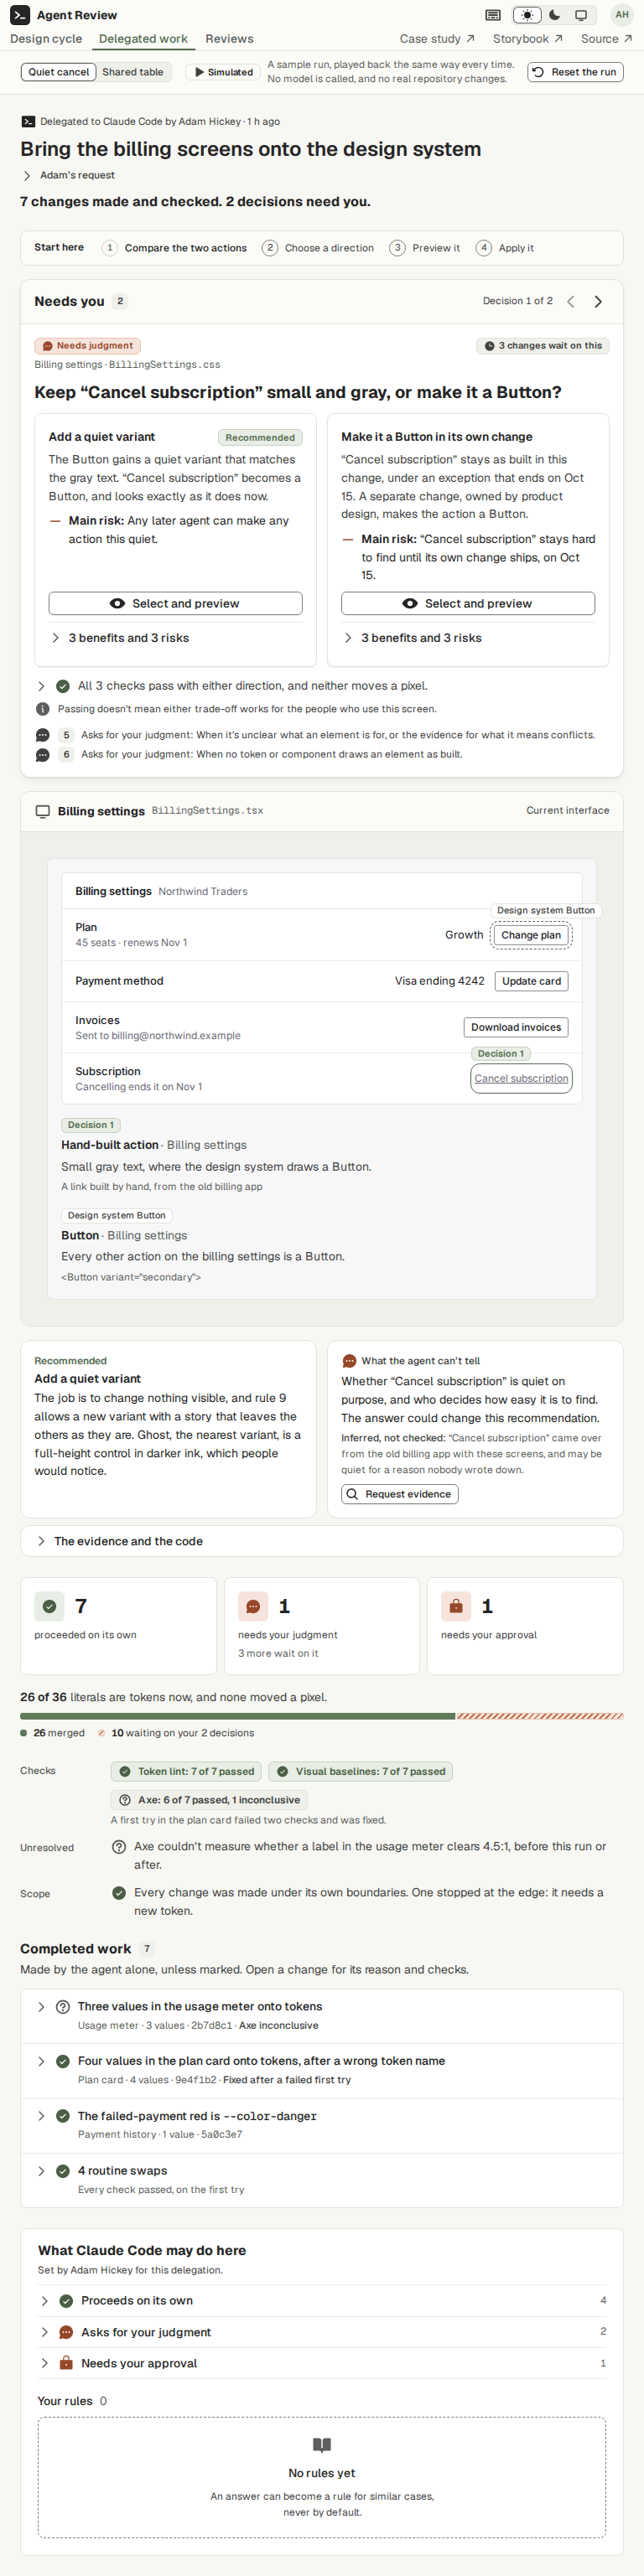 Agent Review
AH
Design cycle Delegated work Reviews Case study ↗ Storybook ↗ Source ↗
Quiet cancel Shared table Simulated A sample run, played back the same way every time. Reset the run
No model is called, and no real repository changes.
Delegated to Claude Code by Adam Hickey · 1 h ago
Bring the billing screens onto the design system
Adam's request
7 changes made and checked. 2 decisions need you.
Start here 1 Compare the two actions 2 Choose a direction 3 Preview it 4 Apply it
Needs you 2 Decision 1 of 2
Needs judgment 3 changes wait on this
Billing settings · BillingSettings.css
Keep “Cancel subscription” small and gray, or make it a Button?
Add a quiet variant Recommended
The Button gains a quiet variant that matches
the gray text. “Cancel subscription” becomes a
Button, and looks exactly as it does now.
Main risk: Any later agent can make any
action this quiet.
Select and preview
3 benefits and 3 risks
Make it a Button in its own change
“Cancel subscription” stays as built in this
change, under an exception that ends on Oct
15. A separate change, owned by product
design, makes the action a Button.
Main risk: “Cancel subscription” stays hard
to find until its own change ships, on Oct
15.
Select and preview
3 benefits and 3 risks
All 3 checks pass with either direction, and neither moves a pixel.
Passing doesn't mean either trade-off works for the people who use this screen.
5 Asks for your judgment: When it's unclear what an element is for, or the evidence for what it means conflicts.
6 Asks for your judgment: When no token or component draws an element as built.
Billing settings BillingSettings.tsx Current interface
Billing settings Northwind Traders
Design system Button
Plan
45 seats · renews Nov 1
Growth Change plan
Payment method Visa ending 4242 Update card
Invoices
Sent to billing@northwind.example
Download invoices
Decision 1
Subscription
Cancelling ends it on Nov 1
Cancel subscription
Decision 1
Hand-built action · Billing settings
Small gray text, where the design system draws a Button.
A link built by hand, from the old billing app
Design system Button
Button · Billing settings
Every other action on the billing settings is a Button.
<Button variant="secondary">
Recommended
Add a quiet variant
The job is to change nothing visible, and rule 9
allows a new variant with a story that leaves the
others as they are. Ghost, the nearest variant, is a
full-height control in darker ink, which people
would notice.
What the agent can't tell
Whether “Cancel subscription” is quiet on
purpose, and who decides how easy it is to find.
The answer could change this recommendation.
Inferred, not checked: “Cancel subscription” came over
from the old billing app with these screens, and may be
quiet for a reason nobody wrote down.
Request evidence
The evidence and the code
7
proceeded on its own
1
needs your judgment
3 more wait on it
1
needs your approval
26 of 36 literals are tokens now, and none moved a pixel.
26 merged 10 waiting on your 2 decisions
Checks Token lint: 7 of 7 passed Visual baselines: 7 of 7 passed
Axe: 6 of 7 passed, 1 inconclusive
A first try in the plan card failed two checks and was fixed.
Unresolved Axe couldn't measure whether a label in the usage meter clears 4.5:1, before this run or
after.
Scope Every change was made under its own boundaries. One stopped at the edge: it needs a
new token.
Completed work 7
Made by the agent alone, unless marked. Open a change for its reason and checks.
Three values in the usage meter onto tokens
Usage meter · 3 values · 2b7d8c1 · Axe inconclusive
Four values in the plan card onto tokens, after a wrong token name
Plan card · 4 values · 9e4f1b2 · Fixed after a failed first try
The failed-payment red is --color-danger
Payment history · 1 value · 5a0c3e7
4 routine swaps
Every check passed, on the first try
What Claude Code may do here
Set by Adam Hickey for this delegation.
Proceeds on its own 4
Asks for your judgment 2
Needs your approval 1
Your rules 0
No rules yet
An answer can become a rule for similar cases,
never by default.